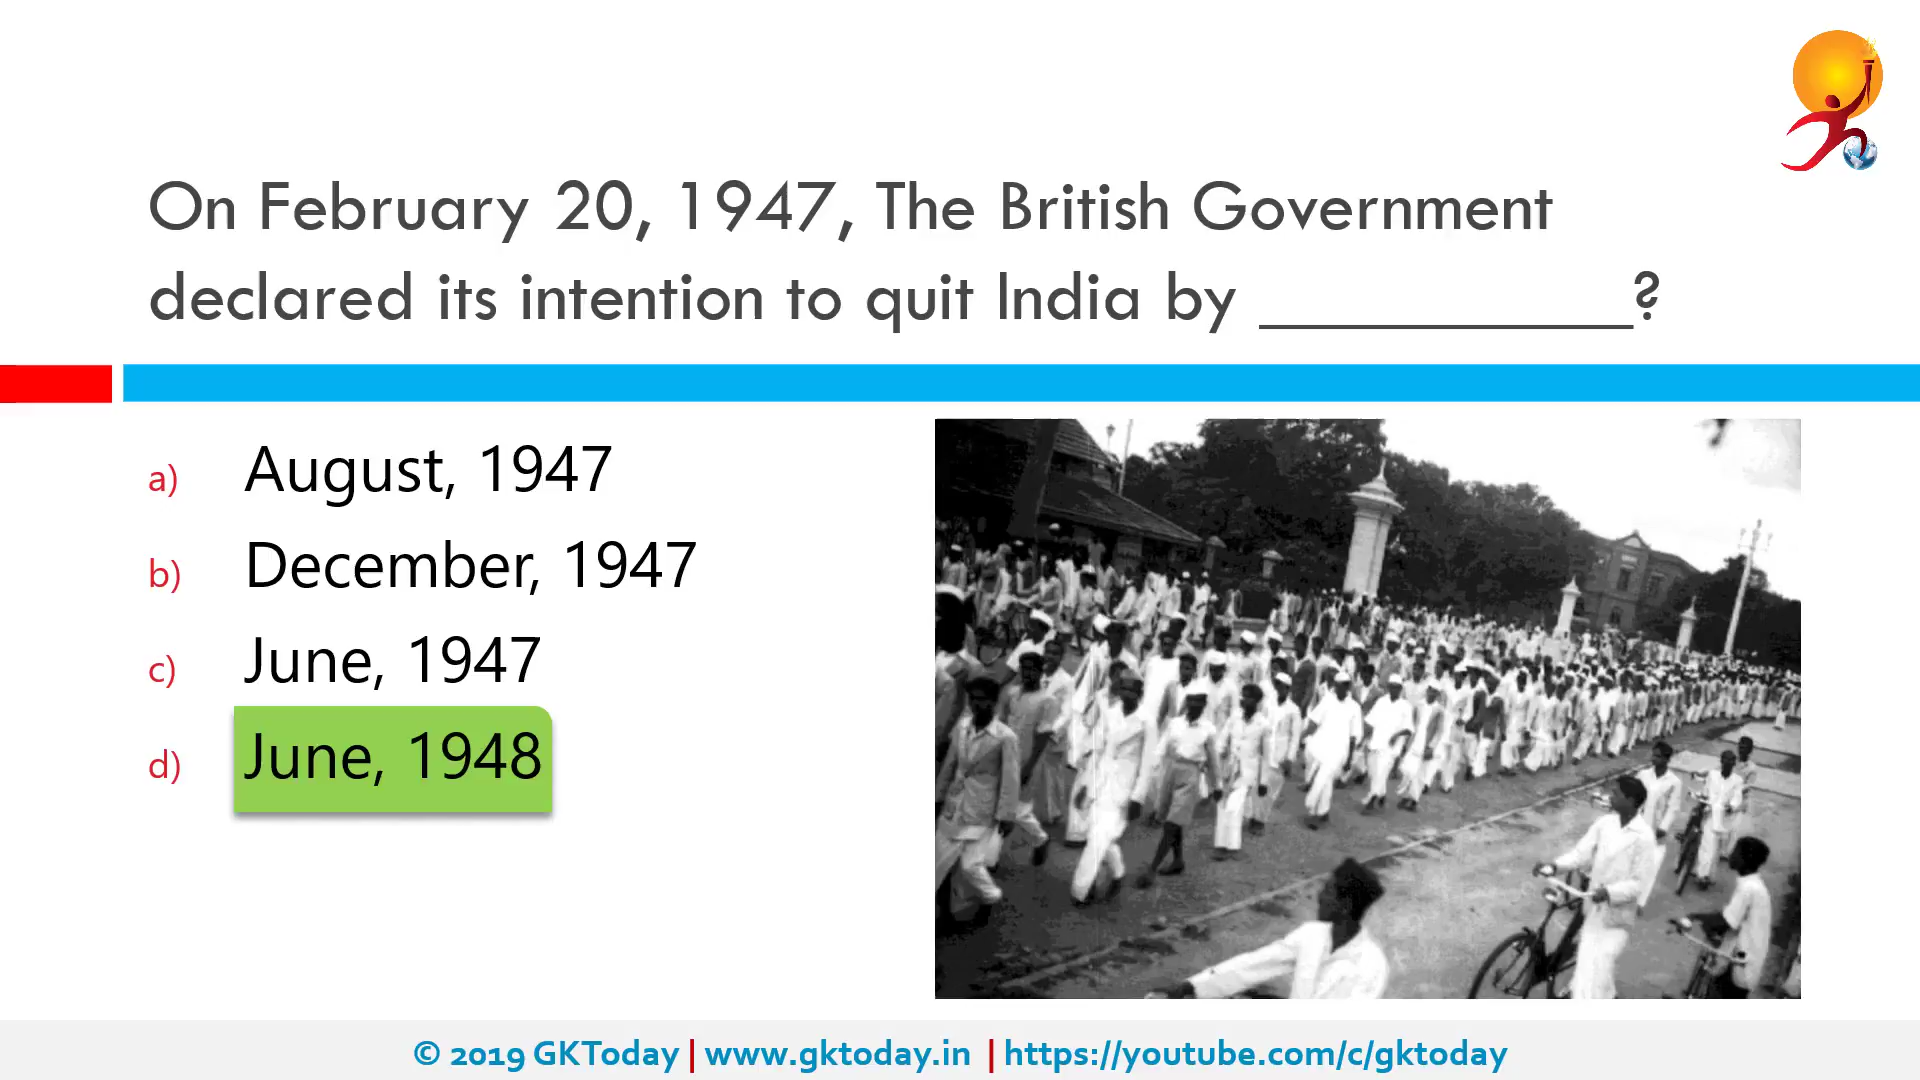 On February 20, 1947, The British Government
declared its intention to quit India by ___________?
a) August, 1947
b) December, 1947
c) June, 1947
d) June, 1948
© 2019 GKToday | www.gktoday.in | https://youtube.com/c/gktoday